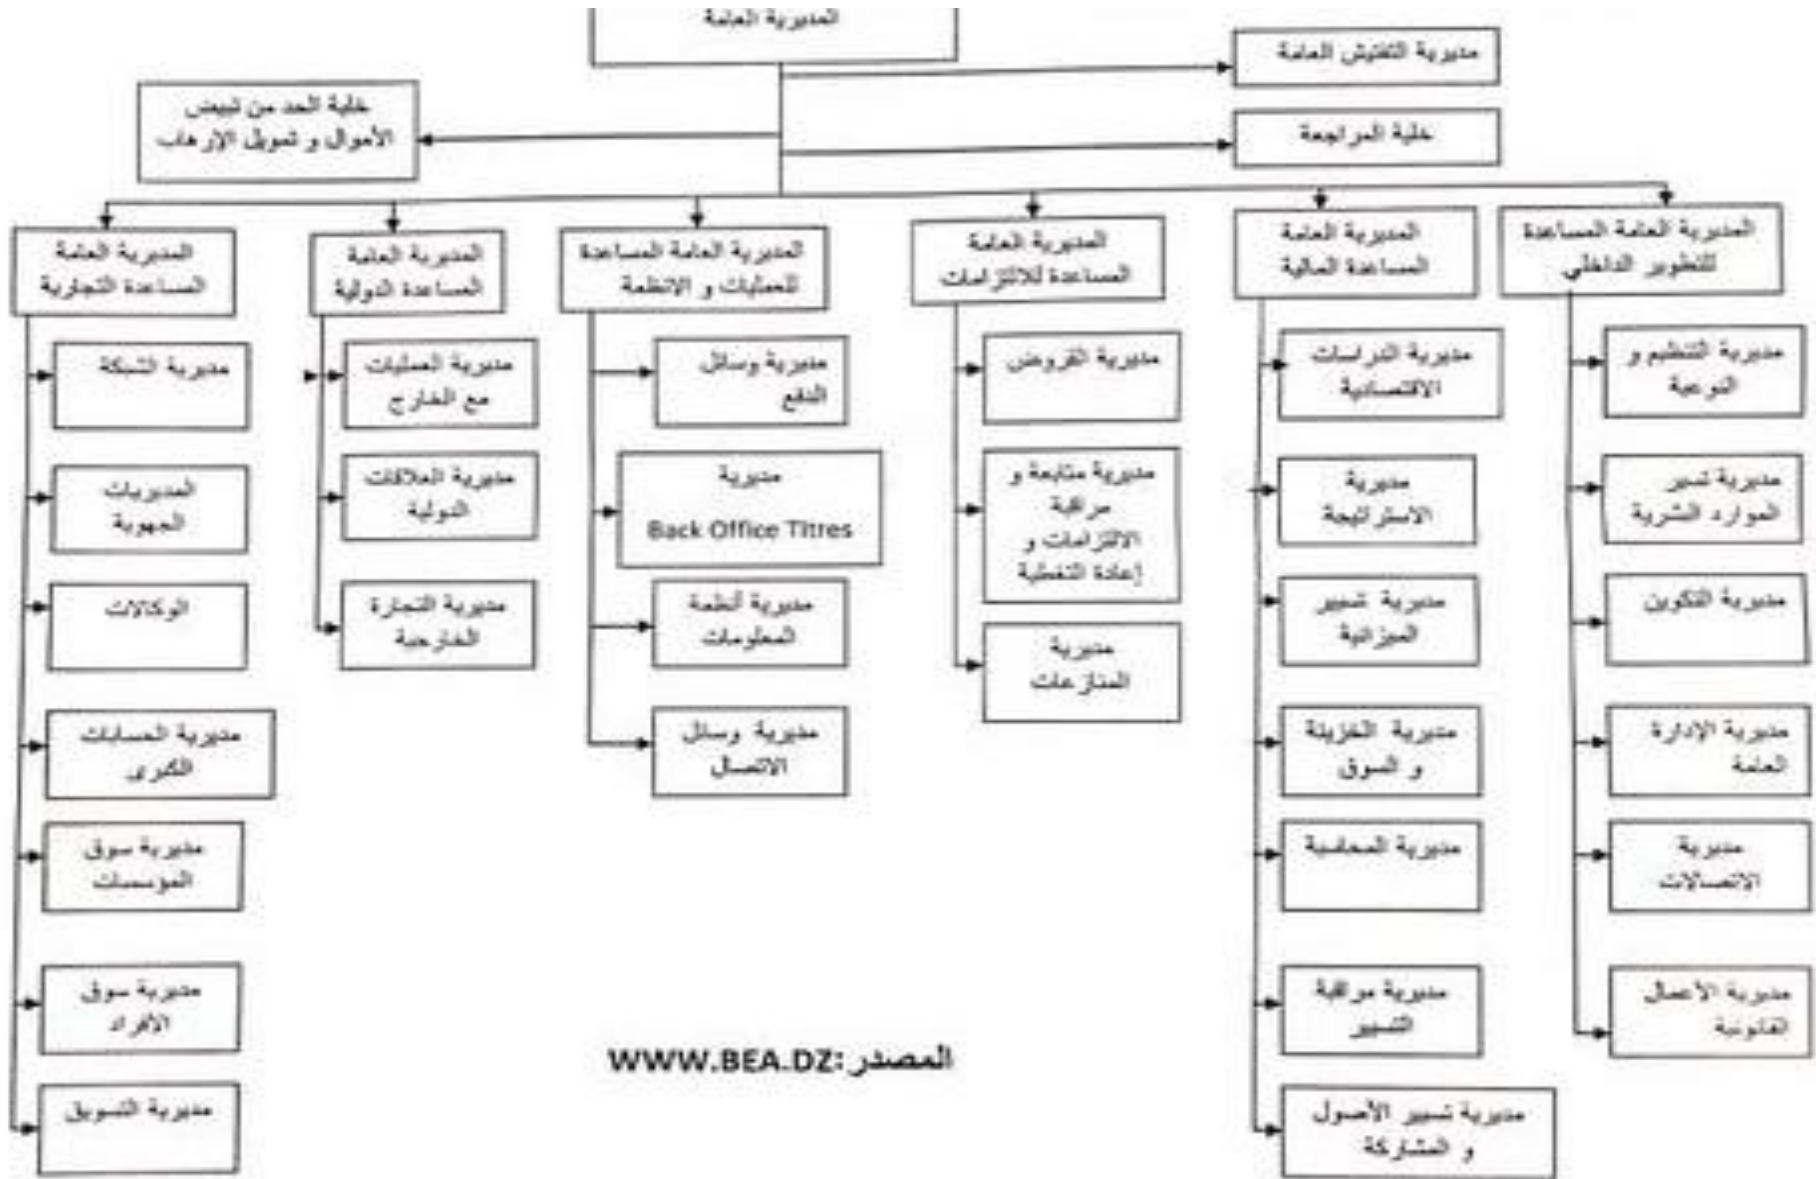 المديرية العامة
مديرية التفتيش العامة
خلية المراجعة
خلية الحد من تبيض
الأموال و تمويل الإرهاب
المديرية العامة المساعدة
للتطوير الداخلي
مديرية التنظيم و
النوعية
مديرية تسير
الموارد الشرية
مديرية التكوين
مديرية الإدارة
العامة
مديرية
الاتصالات
مديرية الأعمال
القانونية
المديرية العامة
المساعدة المالية
مديرية الدراسات
الاقتصادية
مديرية
الاستراتيجة
مديرية تسيير
الميزانية
مديرية الخزينة
و السوق
مديرية المحاسبة
مديرية مراقبة
التسيير
مديرية تسيير الأصول
و المشاركة
المديرية العامة
المساعدة للالتزامات
مديرية القروض
مديرية متابعة و
مراقبة
الالتزامات و
إعادة التغطية
مديرية
المنازعات
المديرية العامة المساعدة
للعمليات و الانظمة
مديرية وسائل
الدفع
مديرية
Back Office Titres
مديرية أنظمة
المعلومات
مديرية وسائل
الاتصال
المديرية العامة
المساعدة الدولية
مديرية العمليات
مع الخارج
مديرية العلاقات
الدولية
مديرية التجارة
الخارجية
المديرية العامة
المساعدة التجارية
مديرية الشبكة
المديريات
الجهوية
الوكالات
مديرية الحسابات
الكبرى
مديرية سوق
المؤسسات
مديرية سوق
الافراد
مديرية التسويق
المصدر:WWW.BEA.DZ